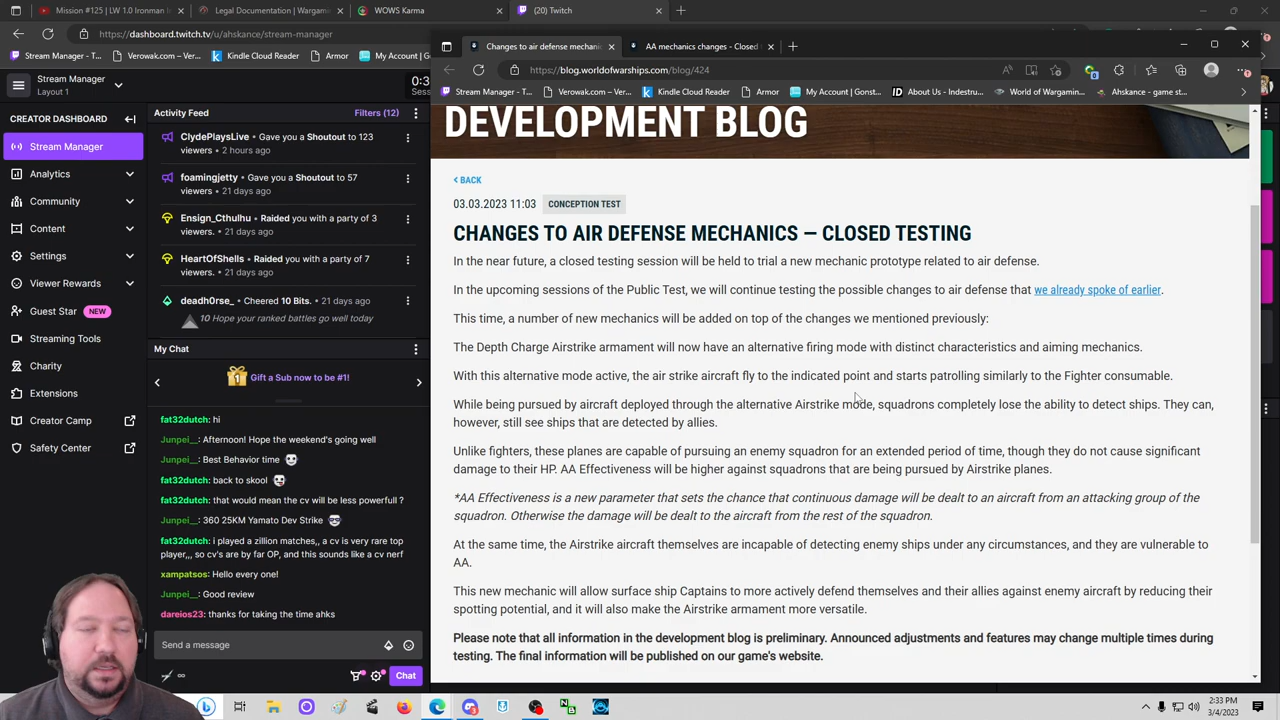 Mission #125 | LW 1.0 Ironman I
Legal Documentation | Wargam
WOWS Karma
(20) Twitch
https://dashboard.twitch.tv/u/ahskance/stream-manager
Stream Manager - T...
Verowak.com – Ver...
Kindle Cloud Reader
Armor
My Account | G
Stream Manager
Layout 1
0:3
Sess
CREATOR DASHBOARD
Stream Manager
Analytics
Community
Content
Settings
Viewer Rewards
Guest Star NEW
Streaming Tools
Charity
Extensions
Creator Camp
Safety Center
Activity Feed
Filters (12)
ClydePlaysLive • Gave you a Shoutout to 123
viewers • 2 hours ago
foamingjetty • Gave you a Shoutout to 57
viewers • 21 days ago
Ensign_Cthulhu • Raided you with a party of 3
viewers. • 21 days ago
HeartOfShells • Raided you with a party of 7
viewers. • 21 days ago
deadh0rse_ • Cheered 10 Bits. • 21 days ago
10 Hope your ranked battles go well today
My Chat
Gift a Sub now to be #1!
fat32dutch: hi
Junpei__: Afternoon! Hope the weekend's going well
Junpei__: Best Behavior time
fat32dutch: back to skool
fat32dutch: that would mean the cv will be less powerfull ?
Junpei__: 360 25KM Yamato Dev Strike
fat32dutch: i played a zillion matches,, a cv is very rare top
player,,, so cv's are by far OP, and this sounds like a cv nerf
xampatsos: Hello every one!
Junpei__: Good review
dareios23: thanks for taking the time ahks
Send a message
Chat
Changes to air defense mechani
AA mechanics changes - Closed
https://blog.worldofwarships.com/blog/424
Stream Manager - T...
Verowak.com – Ver...
Kindle Cloud Reader
Armor
My Account | Gonst...
About Us - Indestru...
World of Wargamin...
Ahskance - game st...
DEVELOPMENT BLOG
< BACK
03.03.2023 11:03 CONCEPTION TEST
CHANGES TO AIR DEFENSE MECHANICS — CLOSED TESTING
In the near future, a closed testing session will be held to trial a new mechanic prototype related to air defense.
In the upcoming sessions of the Public Test, we will continue testing the possible changes to air defense that we already spoke of earlier.
This time, a number of new mechanics will be added on top of the changes we mentioned previously:
The Depth Charge Airstrike armament will now have an alternative firing mode with distinct characteristics and aiming mechanics.
With this alternative mode active, the air strike aircraft fly to the indicated point and starts patrolling similarly to the Fighter consumable.
While being pursued by aircraft deployed through the alternative Airstrike mode, squadrons completely lose the ability to detect ships. They can,
however, still see ships that are detected by allies.
Unlike fighters, these planes are capable of pursuing an enemy squadron for an extended period of time, though they do not cause significant
damage to their HP. AA Effectiveness will be higher against squadrons that are being pursued by Airstrike planes.
*AA Effectiveness is a new parameter that sets the chance that continuous damage will be dealt to an aircraft from an attacking group of the
squadron. Otherwise the damage will be dealt to the aircraft from the rest of the squadron.
At the same time, the Airstrike aircraft themselves are incapable of detecting enemy ships under any circumstances, and they are vulnerable to
AA.
This new mechanic will allow surface ship Captains to more actively defend themselves and their allies against enemy aircraft by reducing their
spotting potential, and it will also make the Airstrike armament more versatile.
Please note that all information in the development blog is preliminary. Announced adjustments and features may change multiple times during
testing. The final information will be published on our game's website.
2:33 PM
3/4/2023